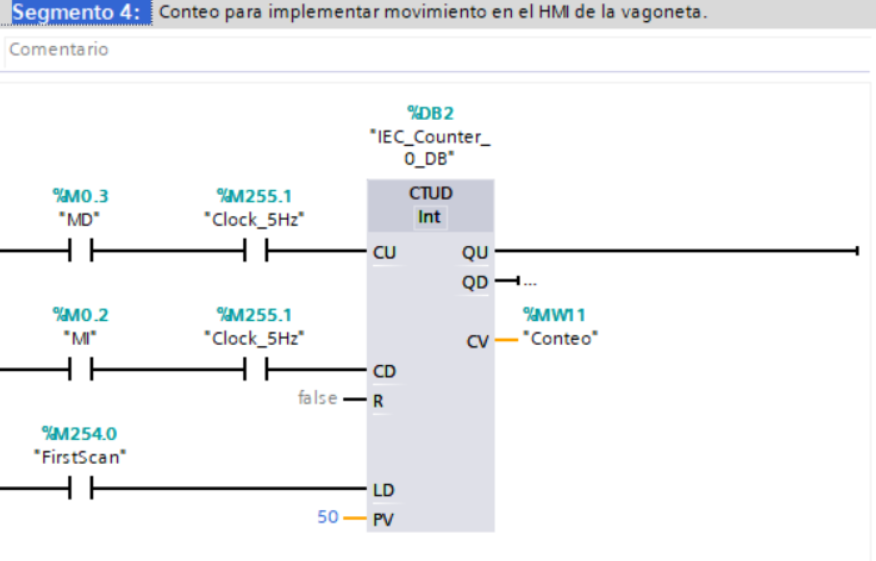 Segmento 4: Conteo para implementar movimiento en el HMI de la vagoneta.
Comentario
%DB2
"IEC_Counter_
0_DB"
%M0.3
"MD"
%M255.1
"Clock_5Hz"
CTUD
Int
CU
QU
QD
...
%M0.2
"MI"
%M255.1
"Clock_5Hz"
%MW11
CV
"Conteo"
CD
false
R
%M254.0
"FirstScan"
LD
50
PV